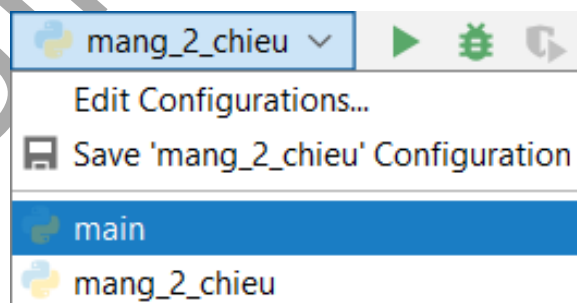 mang_2_chieu
Edit Configurations...
Save 'mang_2_chieu' Configuration
main
mang_2_chieu